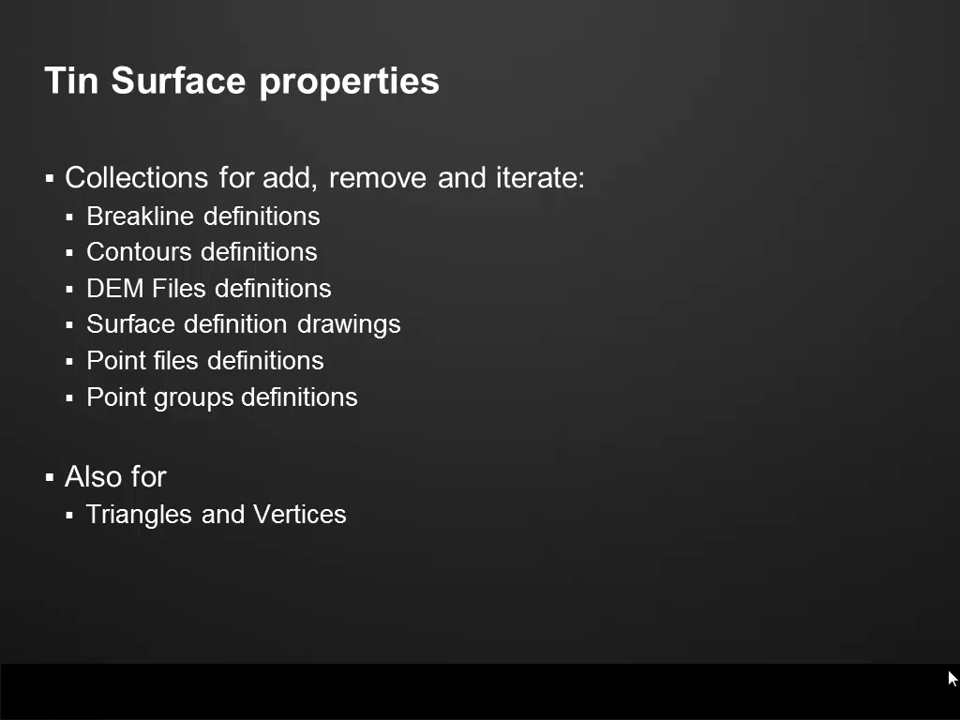 Tin Surface properties
▪ Collections for add, remove and iterate:
▪ Breakline definitions
▪ Contours definitions
▪ DEM Files definitions
▪ Surface definition drawings
▪ Point files definitions
▪ Point groups definitions
▪ Also for
▪ Triangles and Vertices